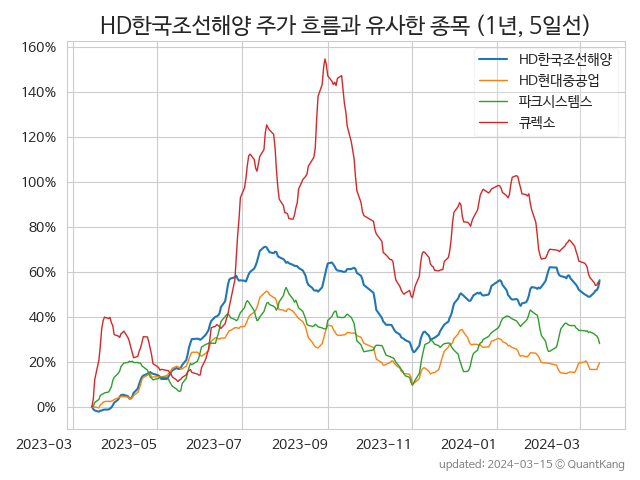 HD한국조선해양 주가 흐름과 유사한 종목 (1년, 5일선)
160%
140%
120%
100%
80%
60%
40%
20%
0%
HD한국조선해양
HD현대중공업
파크시스템스
큐렉소
2023-03 2023-05 2023-07 2023-09 2023-11 2024-01 2024-03
updated: 2024-03-15 ⓒ QuantKang